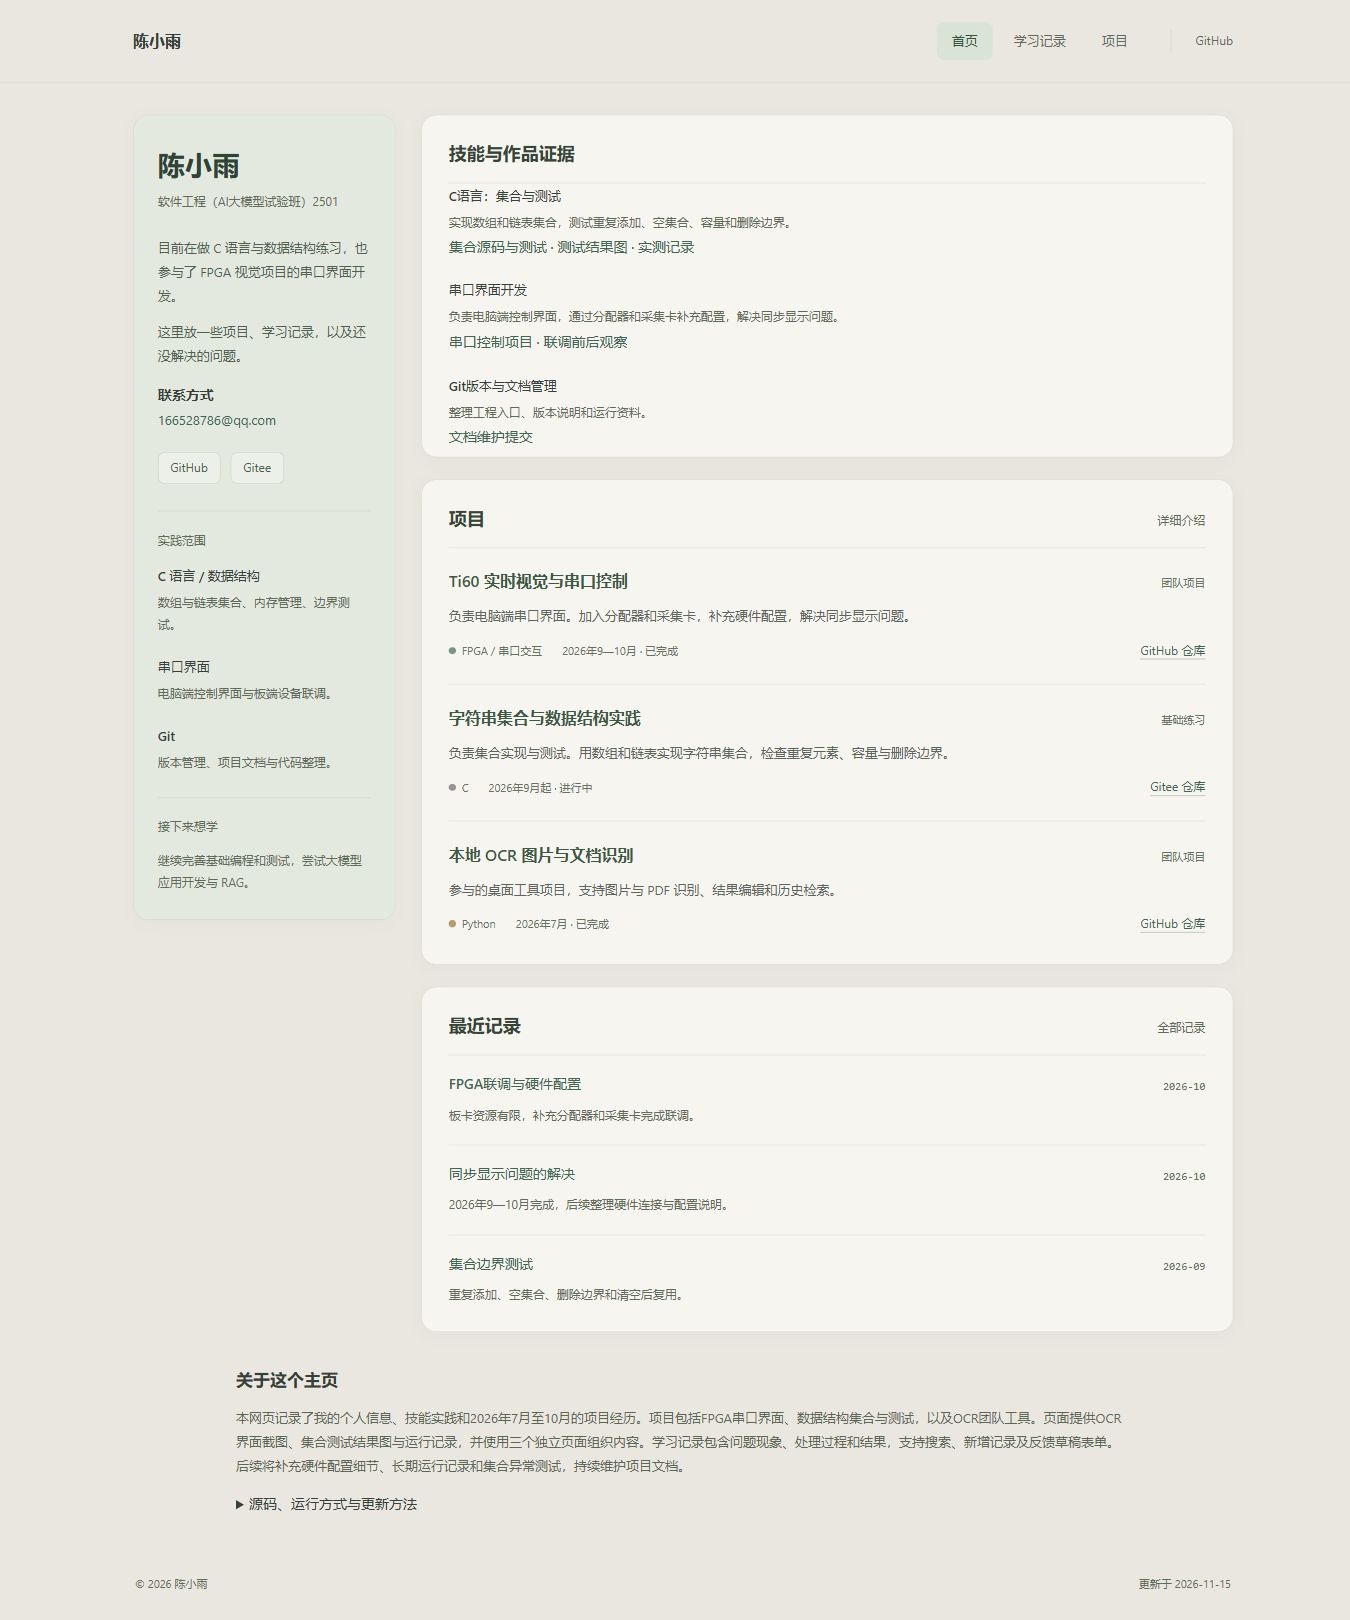 陈小雨
首页
学习记录
项目
GitHub
陈小雨
软件工程（AI大模型试验班）2501
目前在做 C 语言与数据结构练习，也
参与了 FPGA 视觉项目的串口界面开
发。
这里放一些项目、学习记录，以及还
没解决的问题。
联系方式
166528786@qq.com
GitHub
Gitee
实践范围
C 语言 / 数据结构
数组与链表集合、内存管理、边界测
试。
串口界面
电脑端控制界面与板端设备联调。
Git
版本管理、项目文档与代码整理。
接下来想学
继续完善基础编程和测试，尝试大模型
应用开发与 RAG。
技能与作品证据
C语言：集合与测试
实现数组和链表集合，测试重复添加、空集合、容量和删除边界。
集合源码与测试 · 测试结果图 · 实测记录
串口界面开发
负责电脑端控制界面，通过分配器和采集卡补充配置，解决同步显示问题。
串口控制项目 · 联调前后观察
Git版本与文档管理
整理工程入口、版本说明和运行资料。
文档维护提交
项目
详细介绍
Ti60 实时视觉与串口控制
团队项目
负责电脑端串口界面。加入分配器和采集卡，补充硬件配置，解决同步显示问题。
FPGA / 串口交互
2026年9—10月 · 已完成
GitHub 仓库
字符串集合与数据结构实践
基础练习
负责集合实现与测试。用数组和链表实现字符串集合，检查重复元素、容量与删除边界。
C
2026年9月起 · 进行中
Gitee 仓库
本地 OCR 图片与文档识别
团队项目
参与的桌面工具项目，支持图片与 PDF 识别、结果编辑和历史检索。
Python
2026年7月 · 已完成
GitHub 仓库
最近记录
全部记录
FPGA联调与硬件配置
2026-10
板卡资源有限，补充分配器和采集卡完成联调。
同步显示问题的解决
2026-10
2026年9—10月完成，后续整理硬件连接与配置说明。
集合边界测试
2026-09
重复添加、空集合、删除边界和清空后复用。
关于这个主页
本网页记录了我的个人信息、技能实践和2026年7月至10月的项目经历。项目包括FPGA串口界面、数据结构集合与测试，以及OCR团队工具。页面提供OCR
界面截图、集合测试结果图与运行记录，并使用三个独立页面组织内容。学习记录包含问题现象、处理过程和结果，支持搜索、新增记录及反馈草稿表单。
后续将补充硬件配置细节、长期运行记录和集合异常测试，持续维护项目文档。
▶ 源码、运行方式与更新方法
© 2026 陈小雨
更新于 2026-11-15